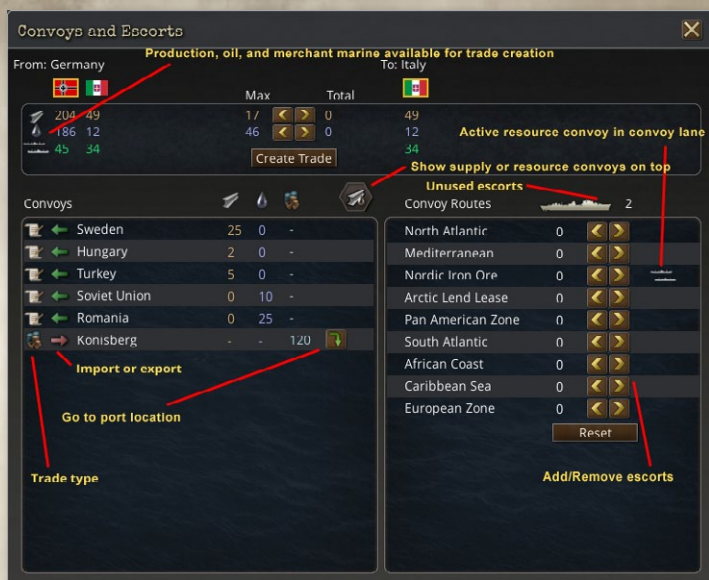 Convoys and Escorts
Production, oil, and merchant marine available for trade creation
From: Germany To: Italy
Max Total
204 49 17 0 49
186 12 46 0 12
45 34 34
Create Trade
Active resource convoy in convoy lane
Show supply or resource convoys on top
Unused escorts
Convoys Convoy Routes 2
Sweden 25 0 - North Atlantic 0
Hungary 2 0 - Mediterranean 0
Turkey 5 0 - Nordic Iron Ore 0
Soviet Union 0 10 - Arctic Lend Lease 0
Romania 0 25 - Pan American Zone 0
Konisberg - - 120 South Atlantic 0
Import or export African Coast 0
Caribbean Sea 0
Go to port location European Zone 0
Reset
Trade type Add/Remove escorts